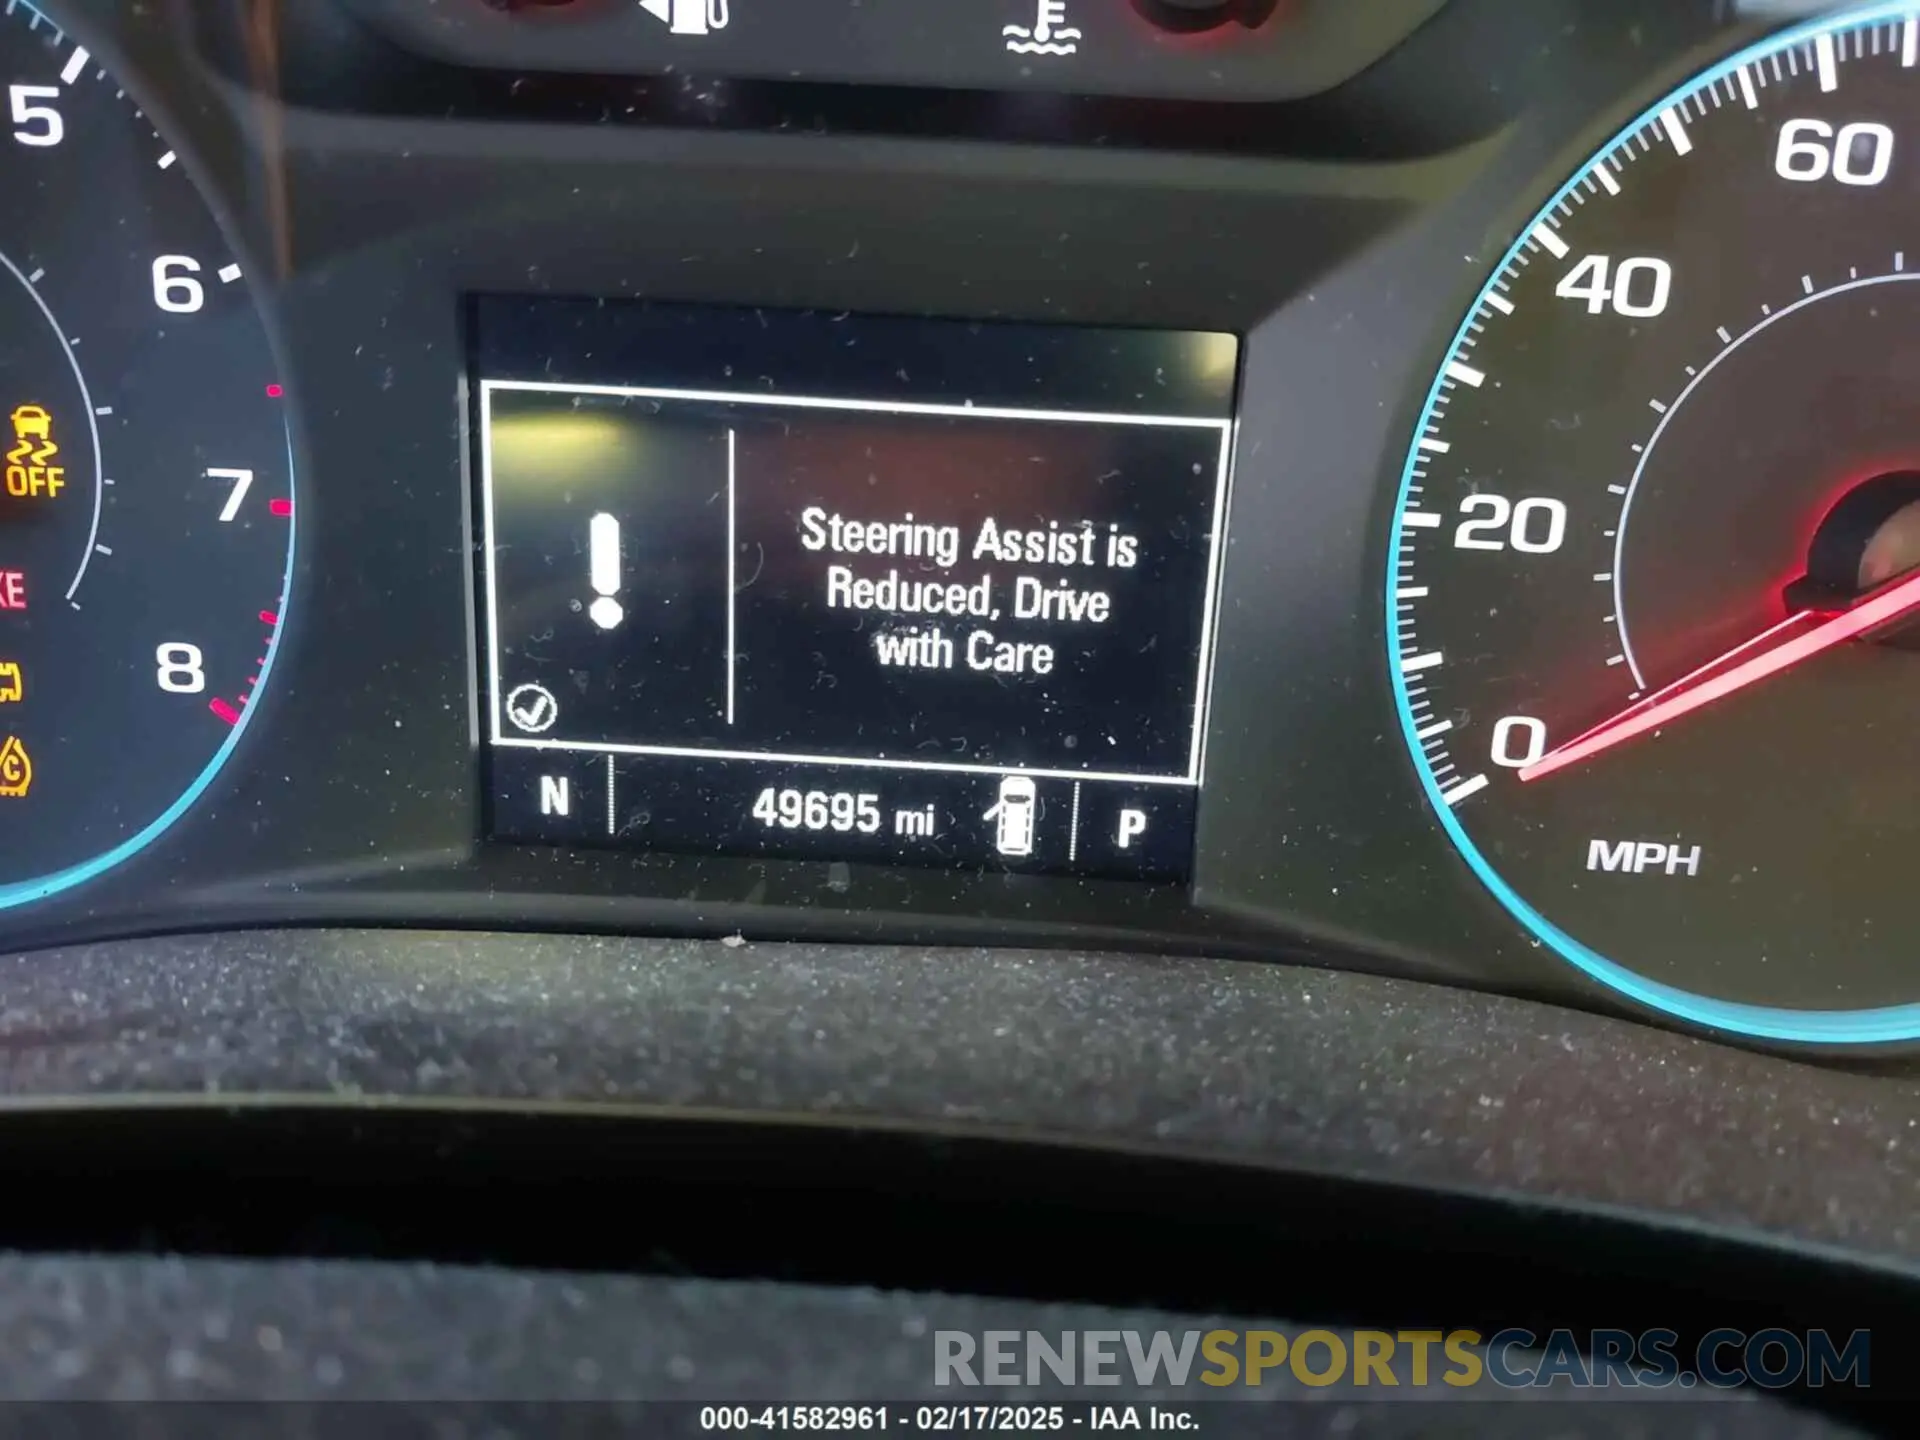 5
60
6
40
OFF
7
20
Steering Assist is
Reduced, Drive
with Care
KE
8
0
N
49695 mi
P
MPH
C
RENEWSPORTSCARS.COM
000-41582961 - 02/17/2025 - IAA Inc.